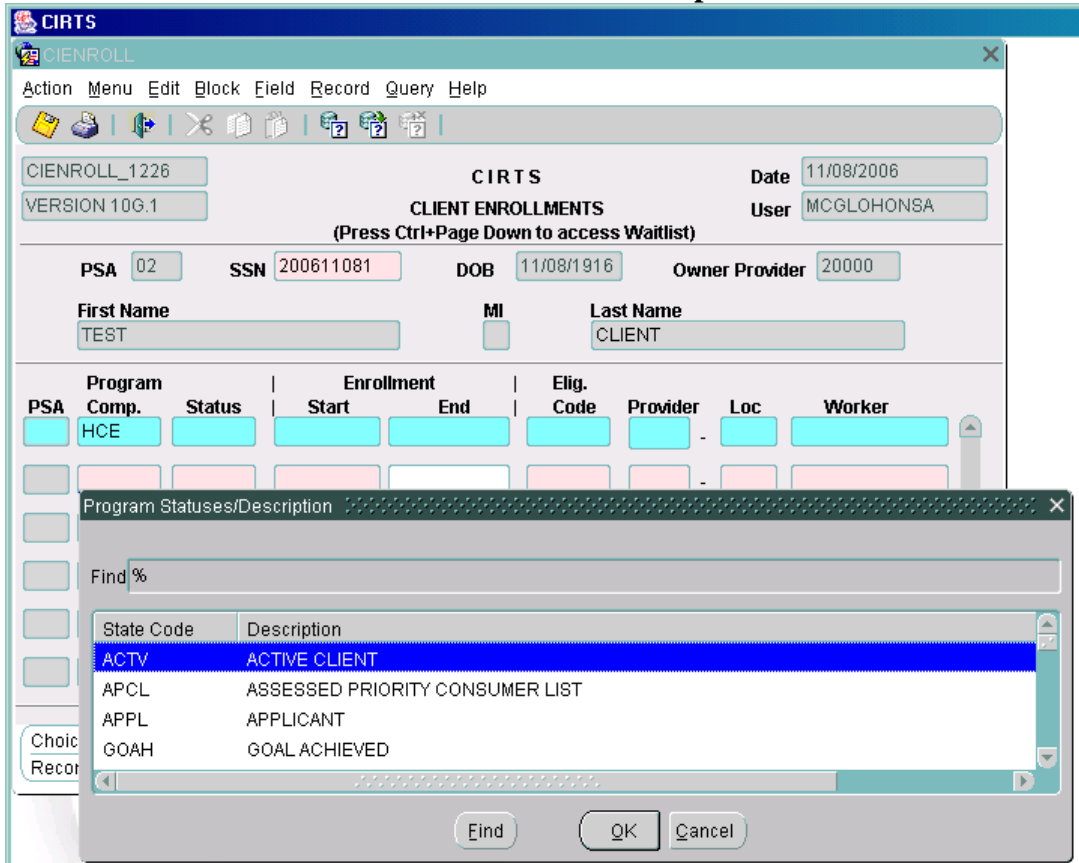 CIRTS
CIENROLL
Action Menu Edit Block Field Record Query Help
CIENROLL_1226 CIRTS Date 11/08/2006
VERSION 10G.1 CLIENT ENROLLMENTS User MCGLOHONSA
(Press Ctrl+Page Down to access Waitlist)
PSA 02 SSN 200611081 DOB 11/08/1916 Owner Provider 20000
First Name MI Last Name
TEST CLIENT
Program | Enrollment | Elig.
PSA Comp. Status | Start End | Code Provider Loc Worker
HCE -
-
Program Statuses/Description
Find %
State Code Description
ACTV ACTIVE CLIENT
APCL ASSESSED PRIORITY CONSUMER LIST
APPL APPLICANT
GOAH GOAL ACHIEVED
Choic
Recor
Find OK Cancel